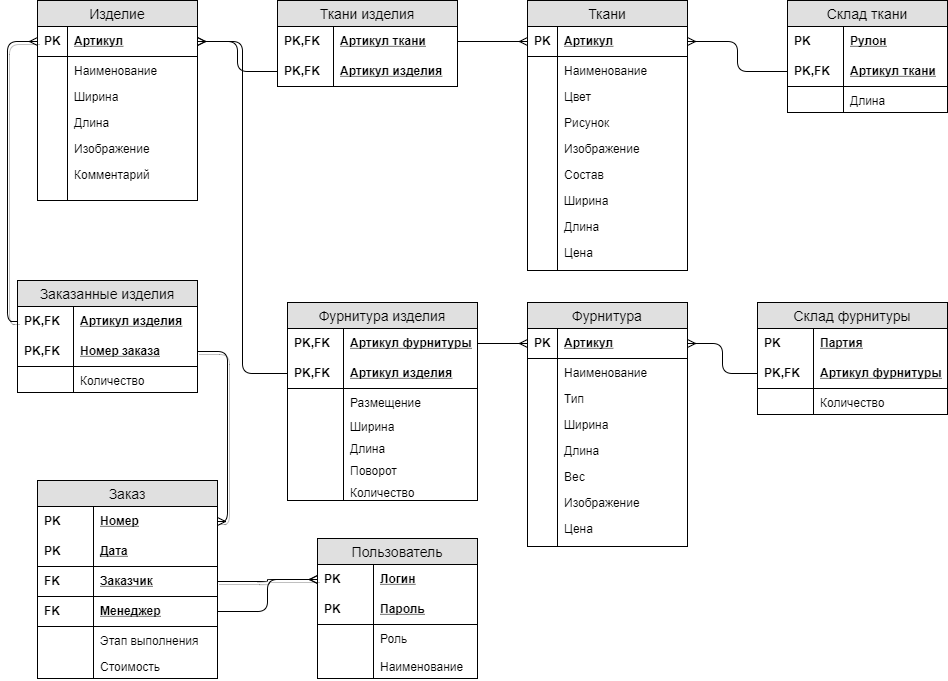 Изделие
PK Артикул
Наименование
Ширина
Длина
Изображение
Комментарий
Ткани изделия
PK,FK Артикул ткани
PK,FK Артикул изделия
Ткани
PK Артикул
Наименование
Цвет
Рисунок
Изображение
Состав
Ширина
Длина
Цена
Склад ткани
PK Рулон
PK,FK Артикул ткани
Длина
Заказанные изделия
PK,FK Артикул изделия
PK,FK Номер заказа
Количество
Фурнитура изделия
PK,FK Артикул фурнитуры
PK,FK Артикул изделия
Размещение
Ширина
Длина
Поворот
Количество
Фурнитура
PK Артикул
Наименование
Тип
Ширина
Длина
Вес
Изображение
Цена
Склад фурнитуры
PK Партия
PK,FK Артикул фурнитуры
Количество
Заказ
PK Номер
PK Дата
FK Заказчик
FK Менеджер
Этап выполнения
Стоимость
Пользователь
PK Логин
PK Пароль
Роль
Наименование